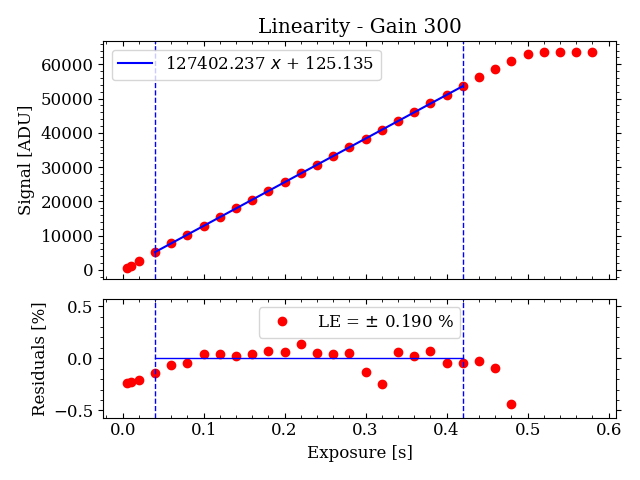 Linearity - Gain 300
127402.237 x + 125.135
Signal [ADU]
60000
50000
40000
30000
20000
10000
0
LE = ± 0.190 %
Residuals [%]
0.5
0.0
−0.5
0.0 0.1 0.2 0.3 0.4 0.5 0.6
Exposure [s]